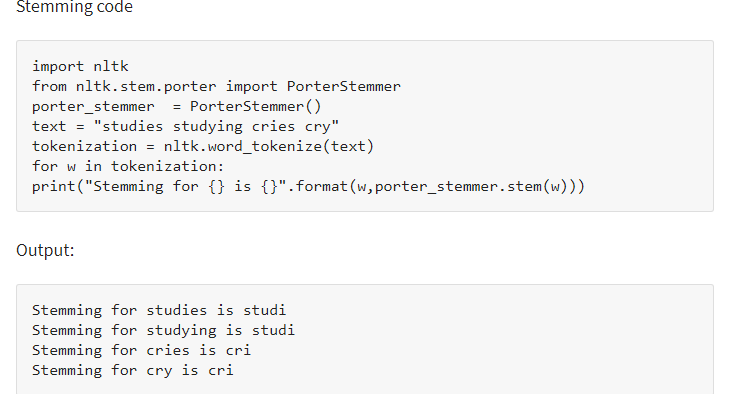 Stemming code
import nltk
from nltk.stem.porter import PorterStemmer
porter_stemmer  = PorterStemmer()
text = "studies studying cries cry"
tokenization = nltk.word_tokenize(text)
for w in tokenization:
print("Stemming for {} is {}".format(w,porter_stemmer.stem(w)))
Output:
Stemming for studies is studi
Stemming for studying is studi
Stemming for cries is cri
Stemming for cry is cri